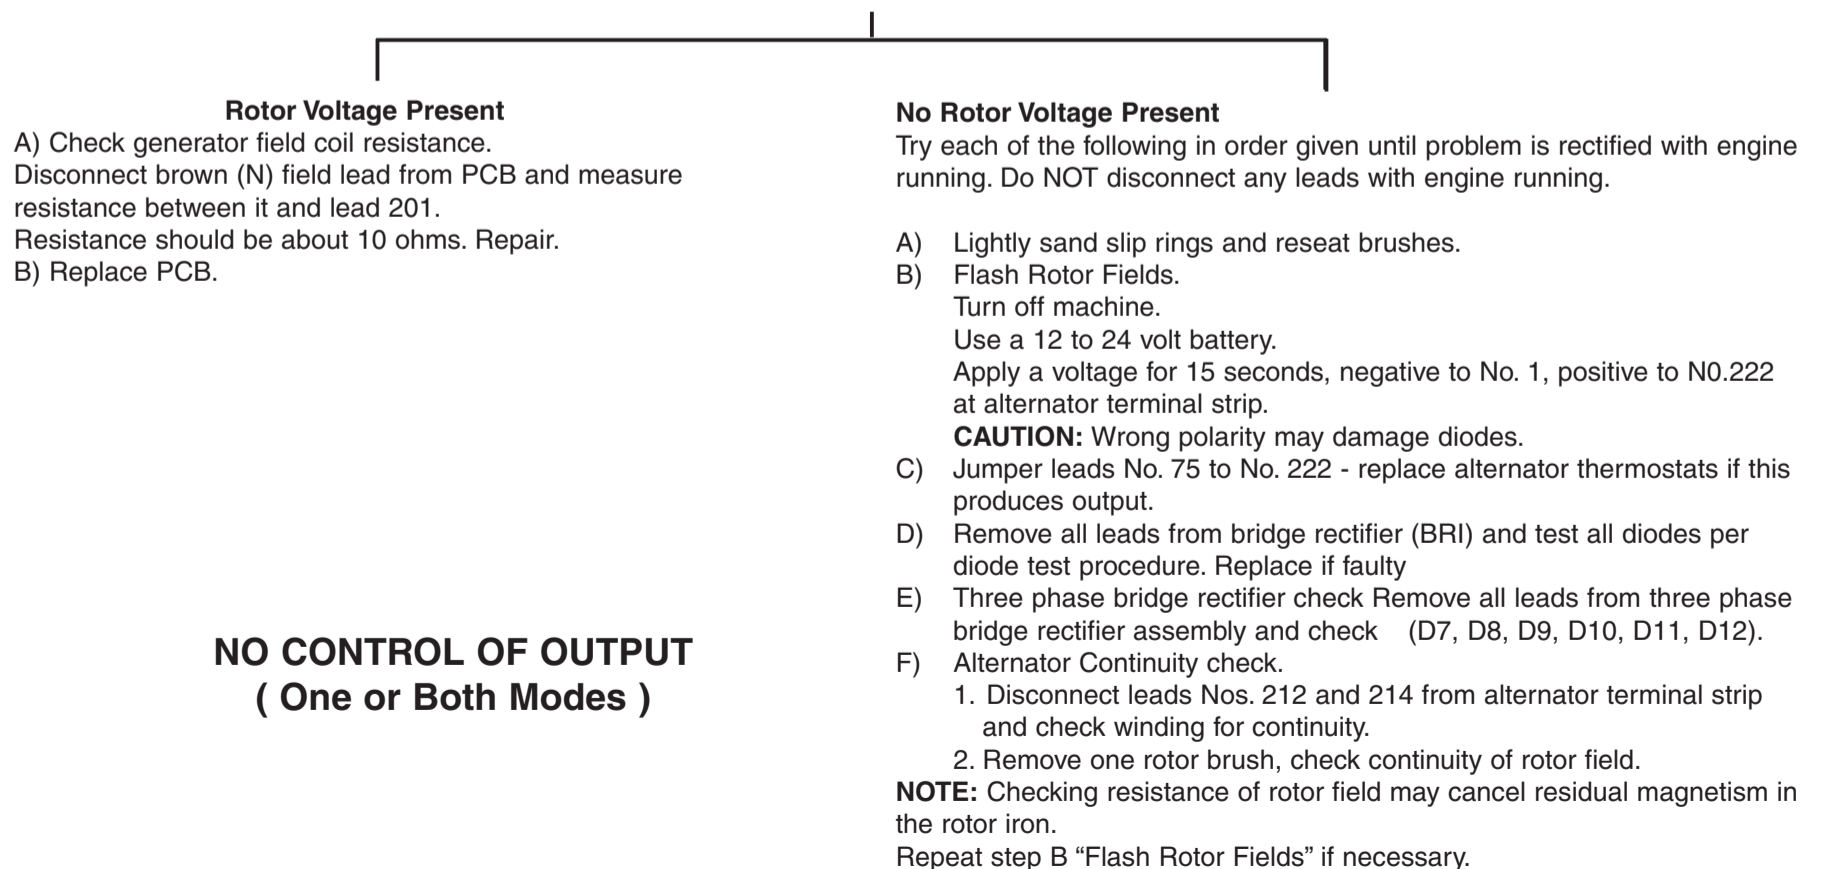 Rotor Voltage Present
A) Check generator field coil resistance.
Disconnect brown (N) field lead from PCB and measure
resistance between it and lead 201.
Resistance should be about 10 ohms. Repair.
B) Replace PCB.
NO CONTROL OF OUTPUT
( One or Both Modes )
No Rotor Voltage Present
Try each of the following in order given until problem is rectified with engine
running. Do NOT disconnect any leads with engine running.
A) Lightly sand slip rings and reseat brushes.
B) Flash Rotor Fields.
Turn off machine.
Use a 12 to 24 volt battery.
Apply a voltage for 15 seconds, negative to No. 1, positive to N0.222
at alternator terminal strip.
CAUTION: Wrong polarity may damage diodes.
C) Jumper leads No. 75 to No. 222 - replace alternator thermostats if this
produces output.
D) Remove all leads from bridge rectifier (BRI) and test all diodes per
diode test procedure. Replace if faulty
E) Three phase bridge rectifier check Remove all leads from three phase
bridge rectifier assembly and check (D7, D8, D9, D10, D11, D12).
F) Alternator Continuity check.
1. Disconnect leads Nos. 212 and 214 from alternator terminal strip
and check winding for continuity.
2. Remove one rotor brush, check continuity of rotor field.
NOTE: Checking resistance of rotor field may cancel residual magnetism in
the rotor iron.
Repeat step B “Flash Rotor Fields” if necessary.